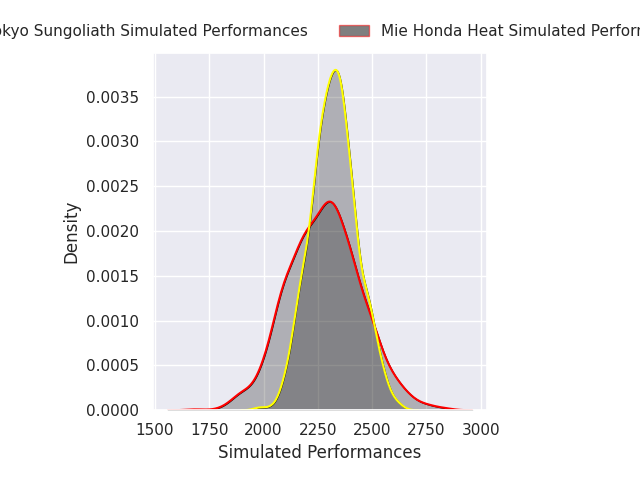 okyo Sungoliath Simulated Performances Mie Honda Heat Simulated Perfor
0.0035
0.0030
0.0025
0.0020
0.0015
0.0010
0.0005
0.0000
Density
1500 1750 2000 2250 2500 2750 3000
Simulated Performances